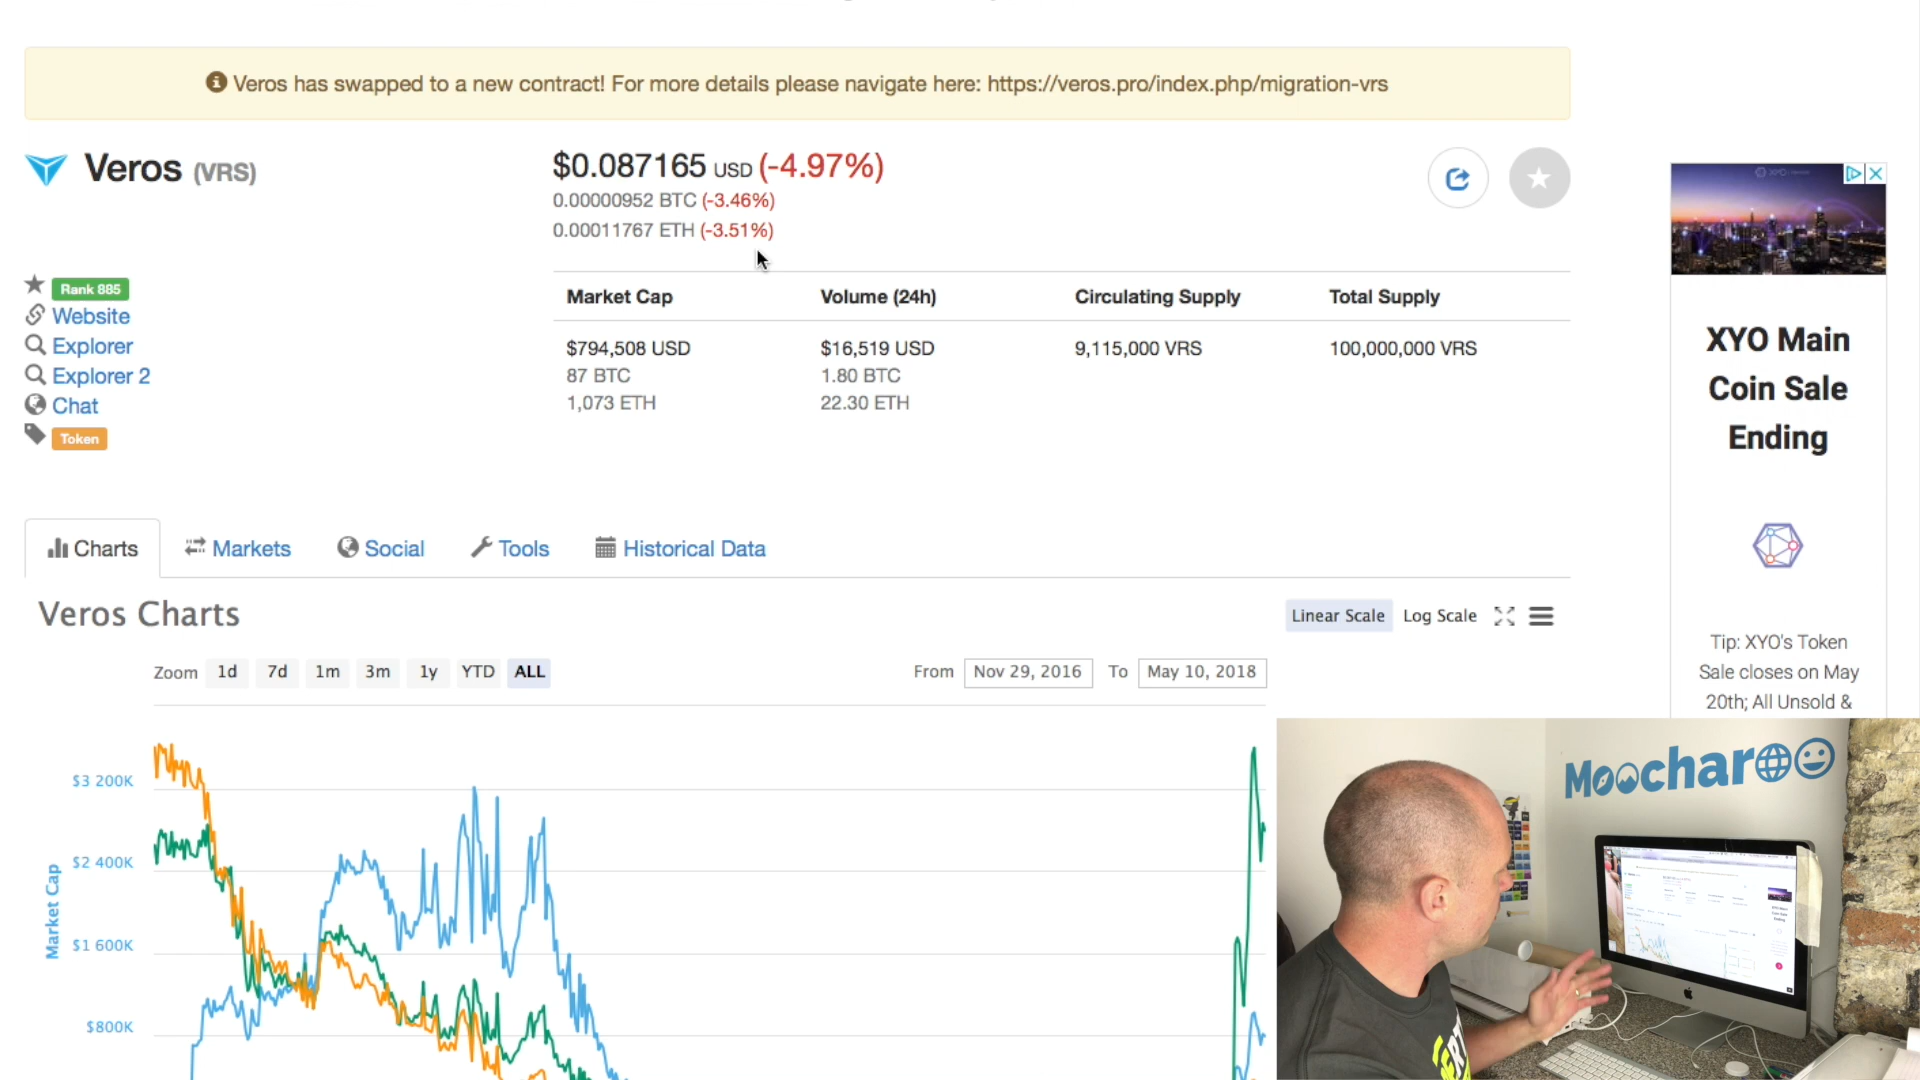 Veros has swapped to a new contract! For more details please navigate here: https://veros.pro/index.php/migration-vrs
Veros (VRS)
$0.087165 USD (-4.97%)
0.00000952 BTC (-3.46%)
0.00011767 ETH (-3.51%)
Rank 885
Website
Explorer
Explorer 2
Chat
Token
Market Cap Volume (24h) Circulating Supply Total Supply
$794,508 USD $16,519 USD 9,115,000 VRS 100,000,000 VRS
87 BTC 1.80 BTC
1,073 ETH 22.30 ETH
XYO Main
Coin Sale
Ending
Tip: XYO's Token
Sale closes on May
20th; All Unsold &
Charts Markets Social Tools Historical Data
Veros Charts
Linear Scale Log Scale
Zoom 1d 7d 1m 3m 1y YTD ALL
From Nov 29, 2016 To May 10, 2018
Market Cap
$3 200K
$2 400K
$1 600K
$800K
Moocharoo